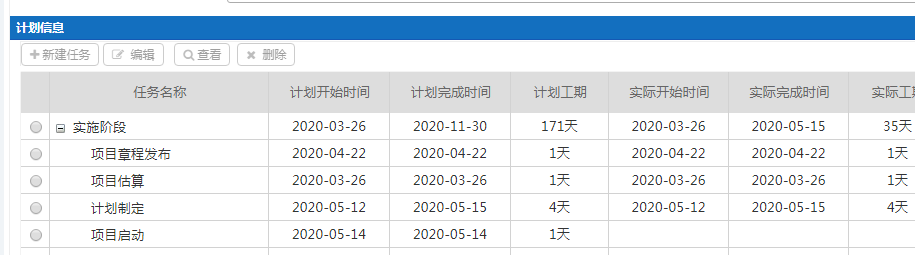 计划信息
新建任务 编辑 查看 删除
任务名称 计划开始时间 计划完成时间 计划工期 实际开始时间 实际完成时间 实际工期
实施阶段 2020-03-26 2020-11-30 171天 2020-03-26 2020-05-15 35天
项目章程发布 2020-04-22 2020-04-22 1天 2020-04-22 2020-04-22 1天
项目估算 2020-03-26 2020-03-26 1天 2020-03-26 2020-03-26 1天
计划制定 2020-05-12 2020-05-15 4天 2020-05-12 2020-05-15 4天
项目启动 2020-05-14 2020-05-14 1天